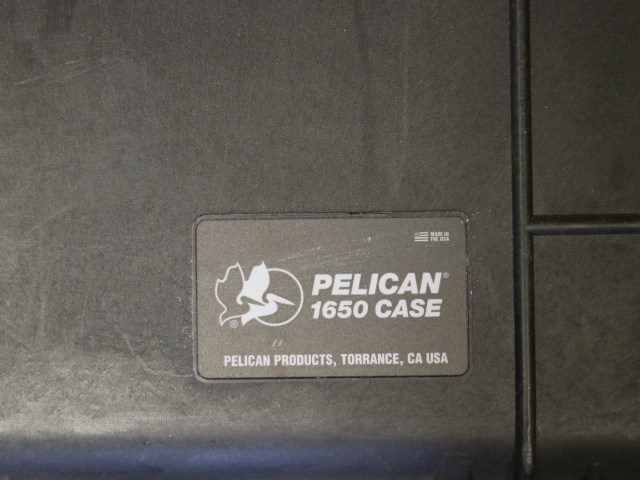 MADE IN
THE USA
PELICAN®
1650 CASE
®
PELICAN PRODUCTS, TORRANCE, CA USA